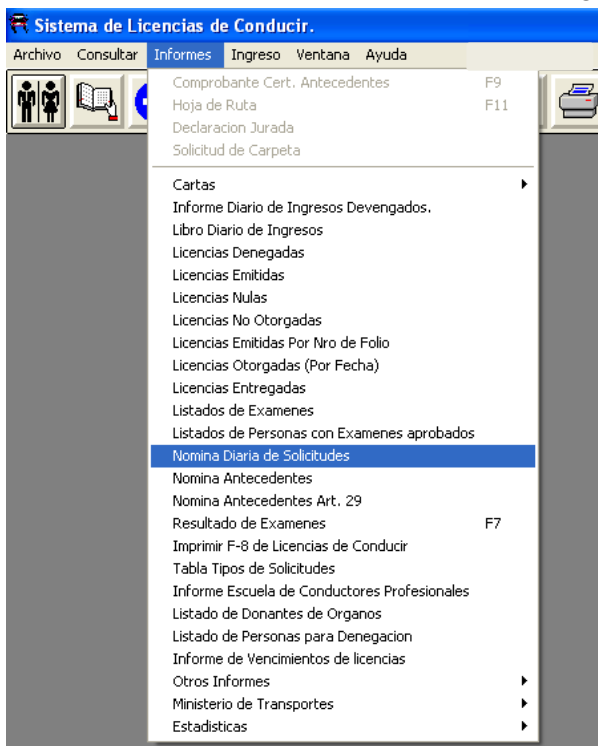 Sistema de Licencias de Conducir.
Archivo Consultar Informes Ingreso Ventana Ayuda
Comprobante Cert. Antecedentes F9
Hoja de Ruta F11
Declaracion Jurada
Solicitud de Carpeta
Cartas
Informe Diario de Ingresos Devengados.
Libro Diario de Ingresos
Licencias Denegadas
Licencias Emitidas
Licencias Nulas
Licencias No Otorgadas
Licencias Emitidas Por Nro de Folio
Licencias Otorgadas (Por Fecha)
Licencias Entregadas
Listados de Examenes
Listados de Personas con Examenes aprobados
Nomina Diaria de Solicitudes
Nomina Antecedentes
Nomina Antecedentes Art. 29
Resultado de Examenes F7
Imprimir F-8 de Licencias de Conducir
Tabla Tipos de Solicitudes
Informe Escuela de Conductores Profesionales
Listado de Donantes de Organos
Listado de Personas para Denegacion
Informe de Vencimientos de licencias
Otros Informes
Ministerio de Transportes
Estadisticas